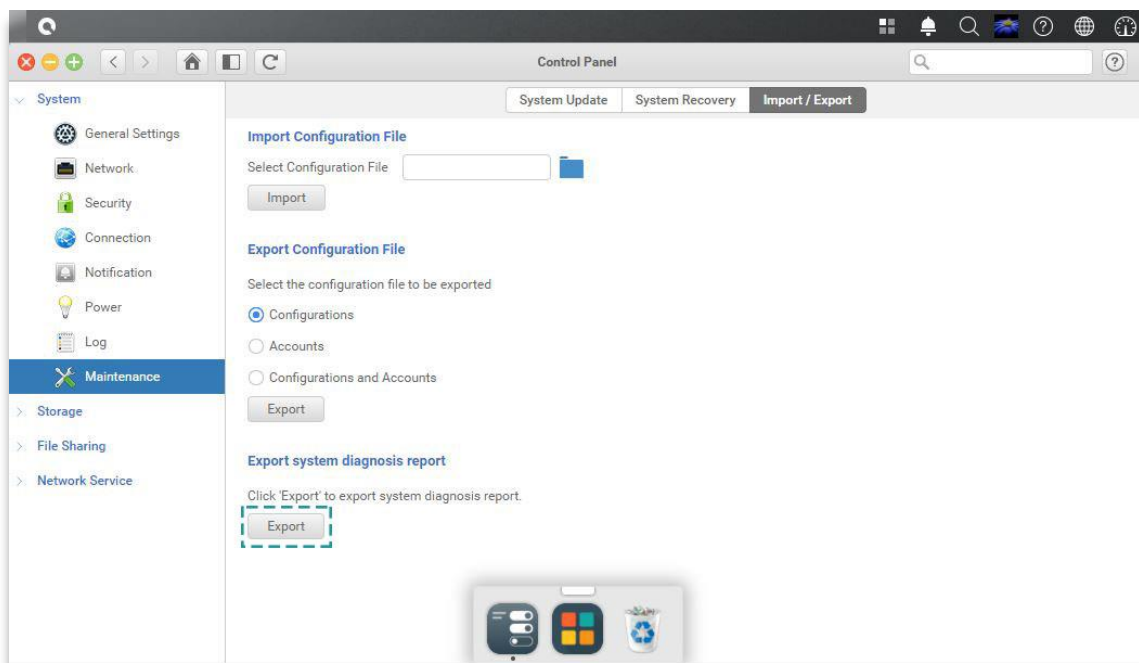 Control Panel
System
General Settings
Network
Security
Connection
Notification
Power
Log
Maintenance
Storage
File Sharing
Network Service
System Update
System Recovery
Import / Export
Import Configuration File
Select Configuration File
Import
Export Configuration File
Select the configuration file to be exported
Configurations
Accounts
Configurations and Accounts
Export
Export system diagnosis report
Click 'Export' to export system diagnosis report.
Export